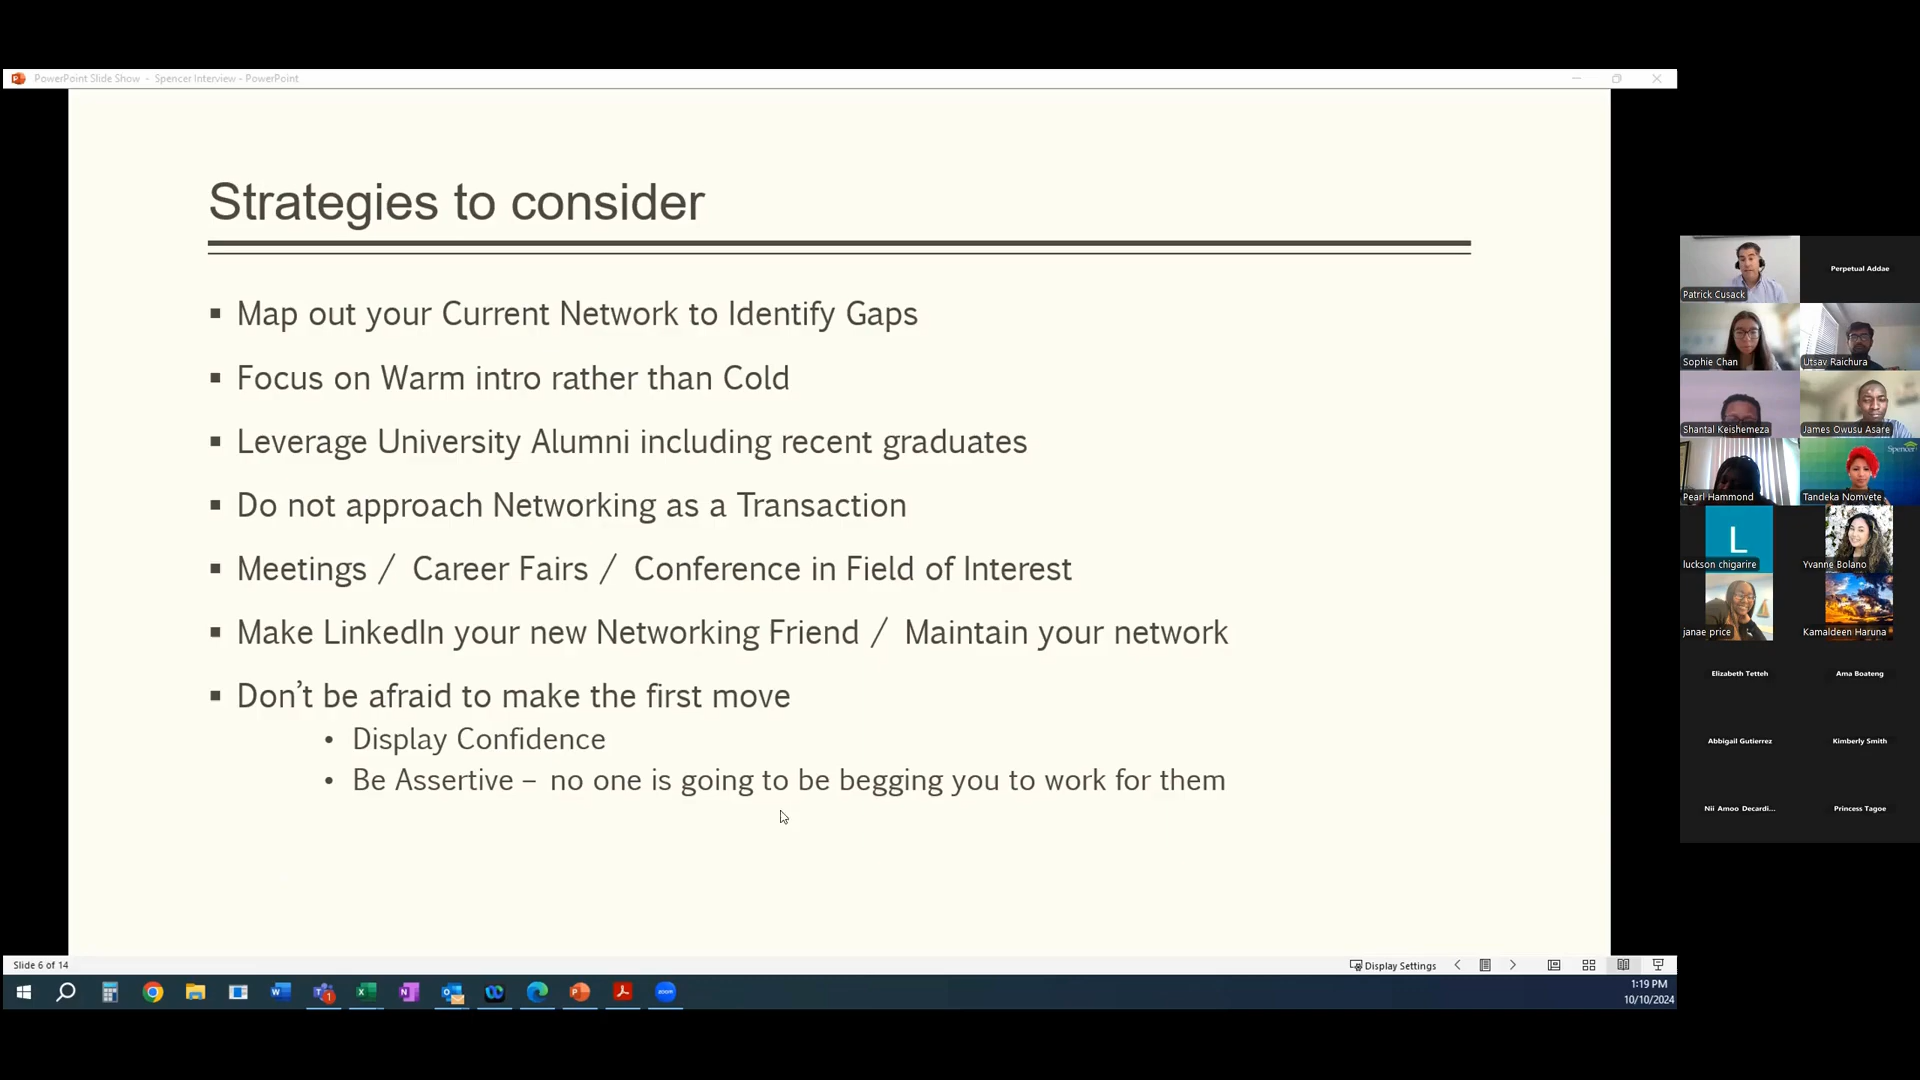 PowerPoint Slide Show - Spencer Interview - PowerPoint
Strategies to consider
▪ Map out your Current Network to Identify Gaps
▪ Focus on Warm intro rather than Cold
▪ Leverage University Alumni including recent graduates
▪ Do not approach Networking as a Transaction
▪ Meetings / Career Fairs / Conference in Field of Interest
▪ Make LinkedIn your new Networking Friend / Maintain your network
▪ Don’t be afraid to make the first move
• Display Confidence
• Be Assertive – no one is going to be begging you to work for them
Slide 6 of 14
Display Settings
1:19 PM
10/10/2024
Patrick Cusack
Perpetual Addae
Sophie Chan
Utsav Raichura
Shantal Keishemeza
James Owusu Asare
Pearl Hammond
Spencer
Tandeka Nomvete
L
luckson chigarire
Yvanne Bolano
janae price
Kamaldeen Haruna
Elizabeth Tetteh
Ama Boateng
Abbigail Gutierrez
Kimberly Smith
Nii Amoo Decardi...
Princess Tagoe
zoom